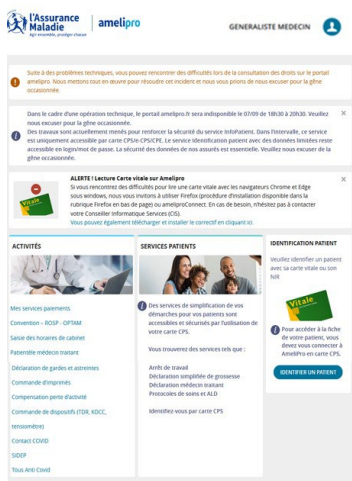 l'Assurance
Maladie
Agir ensemble, protéger chacun
amelipro
GENERALISTE MEDECIN
Suite à des problèmes techniques, vous pouvez rencontrer des difficultés lors de la consultation des droits sur le portail
amelipro. Nous mettons tout en œuvre pour résoudre cet incident et nous vous prions de nous excuser pour la gêne
occasionnée.
Dans le cadre d'une opération technique, le portail amelipro.fr sera indisponible le 07/09 de 18h30 à 20h30. Veuillez
nous excuser pour la gêne occasionnée.
Des travaux sont actuellement menés pour renforcer la sécurité du service InfoPatient. Dans l'intervalle, ce service
est uniquement accessible par carte CPS/e-CPS/CPE. Le service Identification patient avec des données limitées reste
accessible en login/mot de passe. La sécurité des données de nos assurés est essentielle. Veuillez nous excuser de la
gêne occasionnée.
ALERTE ! Lecture Carte vitale sur Amelipro
Si vous rencontrez des difficultés pour lire une carte vitale avec les navigateurs Chrome et Edge
sous windows, nous vous invitons à utiliser Firefox (procédure d'installation disponible dans la
rubrique Firefox en bas de page) ou ameliproConnect. En cas de besoin, n'hésitez pas à contacter
votre Conseiller Informatique Services (CIS).
Vous pouvez également télécharger et installer le correctif en cliquant ici.
Vitale
ACTIVITÉS
Mes services paiements
Convention – ROSP - OPTAM
Saisie des horaires de cabinet
Patientèle médecin traitant
Déclaration de gardes et astreintes
Commande d'imprimés
Compensation perte d'activité
Commande de dispositifs (TDR, KOCC,
tensiomètre)
Contact COVID
SIDEP
Tous Anti Covid
SERVICES PATIENTS
Des services de simplification de vos
démarches pour vos patients sont
accessibles et sécurisés par l'utilisation de
votre carte CPS.
Vous trouverez des services tels que :
Arrêt de travail
Déclaration simplifiée de grossesse
Déclaration médecin traitant
Protocoles de soins et ALD
Identifiez-vous par carte CPS
IDENTIFICATION PATIENT
Veuillez identifier un patient
avec sa carte vitale ou son
NIR
Vitale
Pour accéder à la fiche
de votre patient, vous
devez vous connecter à
AmeliPro en carte CPS.
IDENTIFIER UN PATIENT